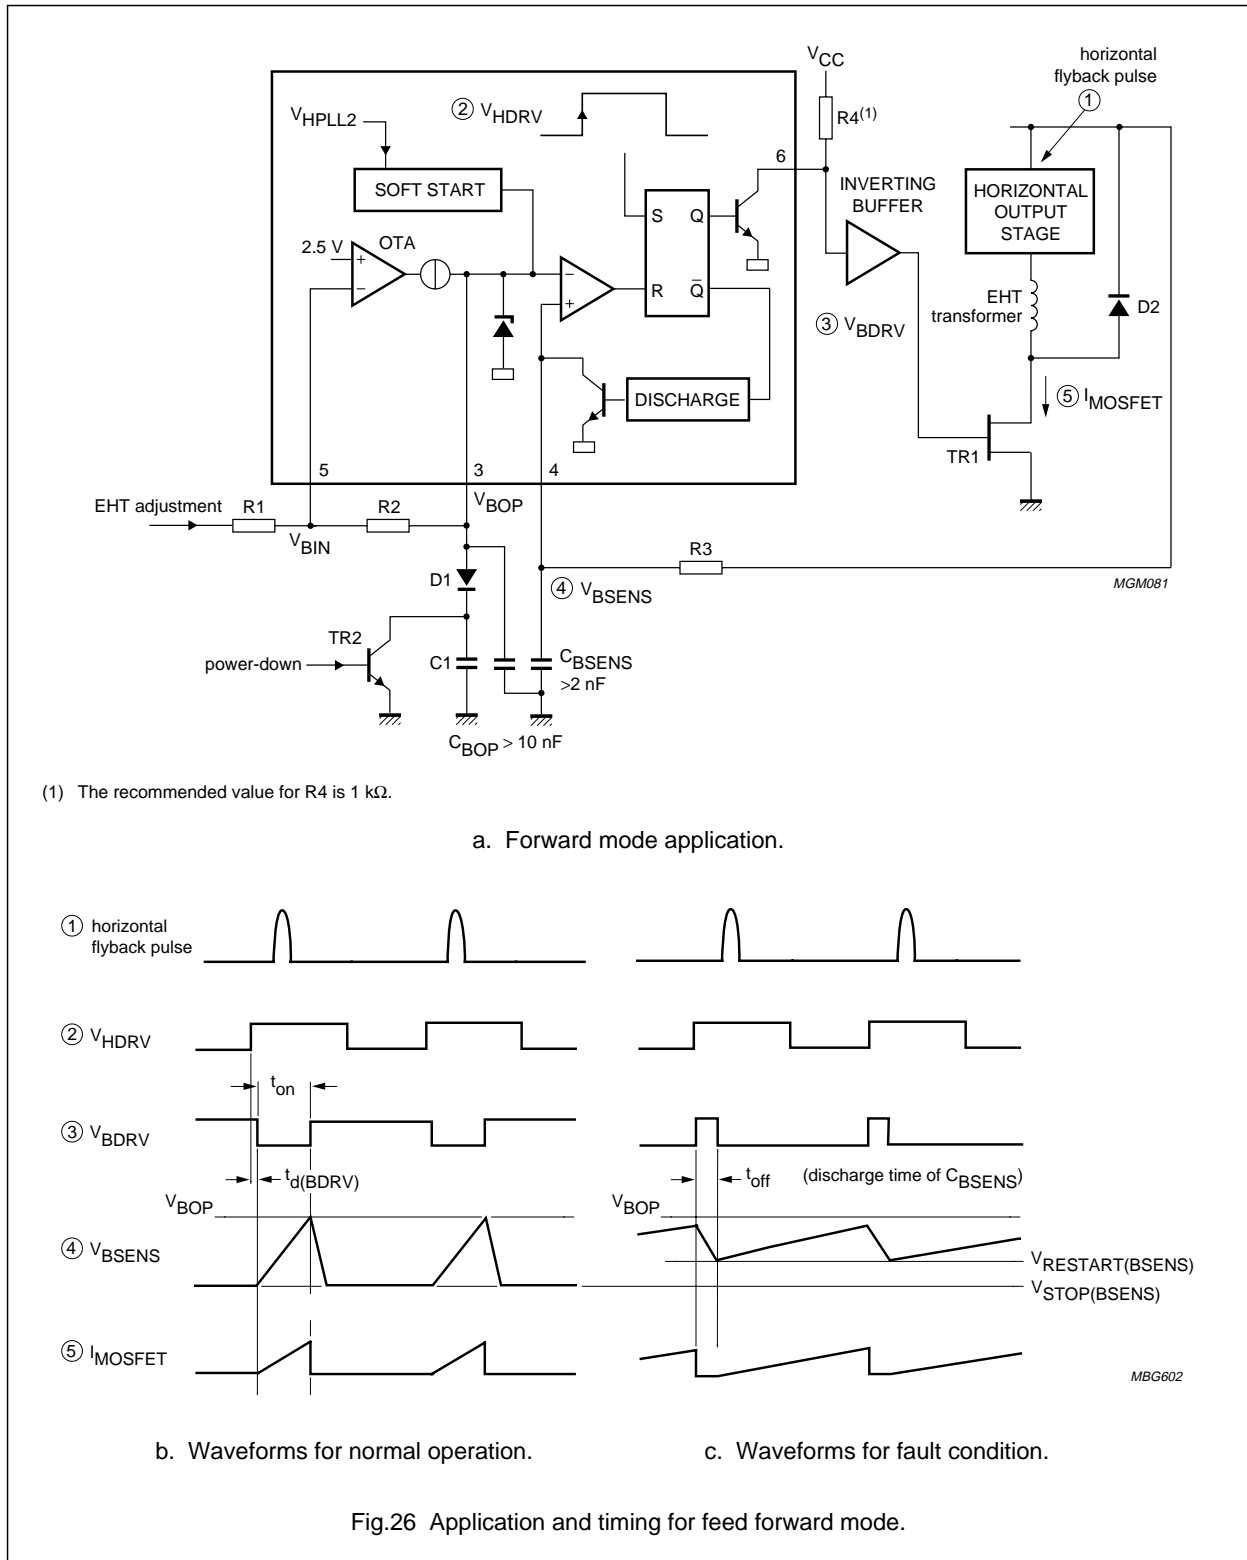 horizontal
flyback pulse
①
VCC
R4(1)
② VHDRV
VHPLL2
SOFT START
6
INVERTING
BUFFER
HORIZONTAL
OUTPUT
STAGE
2.5 V
OTA
+
−
−
+
S Q
R Q̄
EHT
transformer
D2
③ VBDRV
DISCHARGE
⑤ IMOSFET
TR1
5
3
4
VBOP
EHT adjustment
R1
R2
VBIN
R3
D1
④ VBSENS
MGM081
TR2
power-down
C1
CBSENS
>2 nF
CBOP > 10 nF
(1) The recommended value for R4 is 1 kΩ.
a. Forward mode application.
① horizontal
flyback pulse
② VHDRV
ton
③ VBDRV
td(BDRV)
toff
(discharge time of CBSENS)
VBOP
VBOP
④ VBSENS
VRESTART(BSENS)
VSTOP(BSENS)
⑤ IMOSFET
MBG602
b. Waveforms for normal operation.
c. Waveforms for fault condition.
Fig.26 Application and timing for feed forward mode.